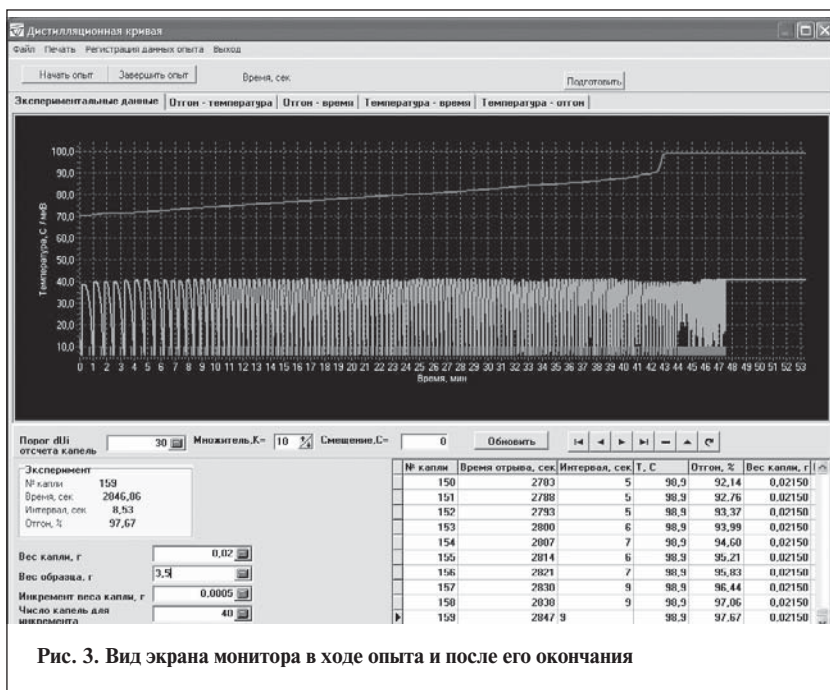 Дистилляционная кривая
Файл Печать Регистрация данных опыта Выход
Начать опыт Завершить опыт Время, сек Подготовить
Экспериментальные данные Отгон - температура Отгон - время Температура - время Температура - отгон
Температура, С / мкВ
100,0
90,0
80,0
70,0
60,0
50,0
40,0
30,0
20,0
10,0
0 1 2 3 4 5 6 7 8 9 10 11 12 13 14 15 16 17 18 19 20 21 22 23 24 25 26 27 28 29 30 31 32 33 34 35 36 37 38 39 40 41 42 43 44 45 46 47 48 49 50 51 52 53
Время, мин
Порог dUi отсчета капель 30 Множитель,К= 10 Смещение,С= 0 Обновить
Эксперимент
№ капли 159
Время, сек 2846,86
Интервал, сек 8,53
Отгон, % 97,67
Вес капли, г 0,02
Вес образца, г 3,5
Инкремент веса капли, г 0,0005
Число капель для инкремента 40
№ капли Время отрыва, сек Интервал, сек Т, С Отгон, % Вес капли, г
150 2783 5 98,9 92,14 0,02150
151 2788 5 98,9 92,76 0,02150
152 2793 5 98,9 93,37 0,02150
153 2800 6 98,9 93,99 0,02150
154 2807 7 98,9 94,60 0,02150
155 2814 6 98,9 95,21 0,02150
156 2821 7 98,9 95,83 0,02150
157 2830 9 98,9 96,44 0,02150
158 2838 9 98,9 97,06 0,02150
159 2847 9 98,9 97,67 0,02150
Рис. 3. Вид экрана монитора в ходе опыта и после его окончания